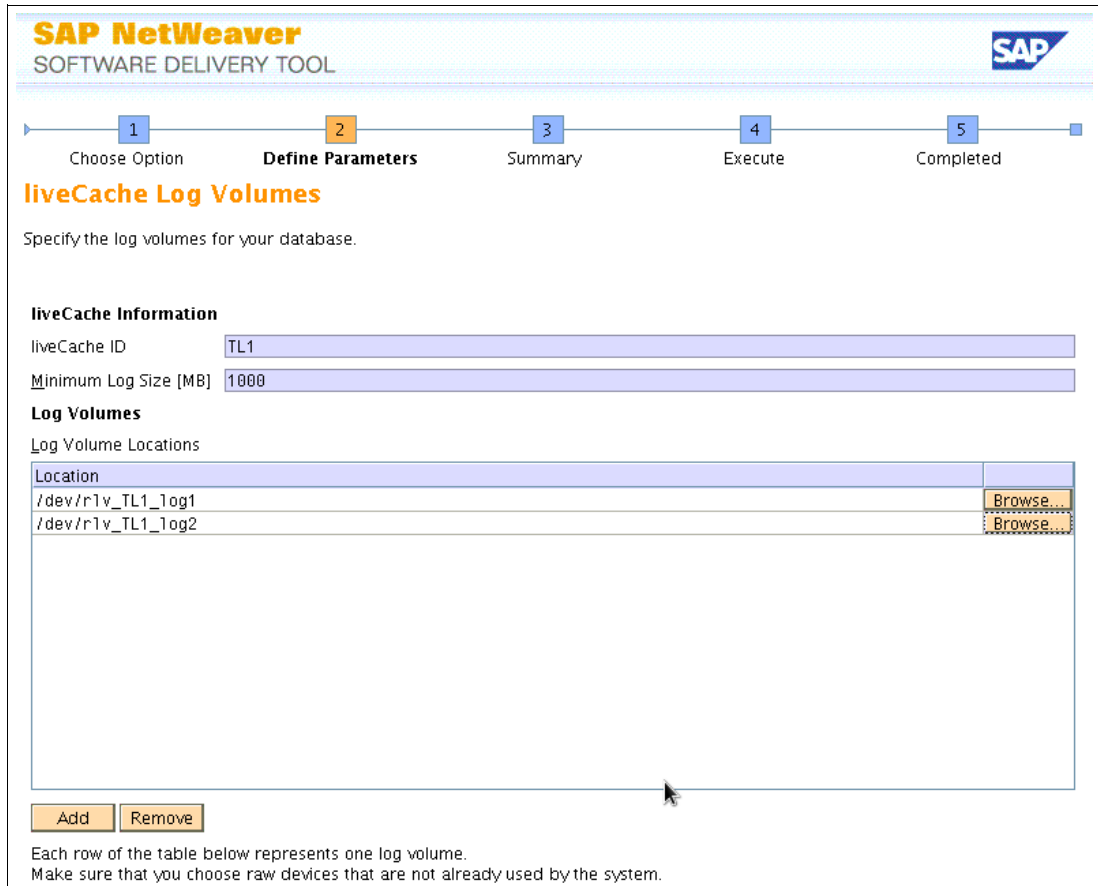 SAP NetWeaver
SOFTWARE DELIVERY TOOL
SAP
1 2 3 4 5
Choose Option Define Parameters Summary Execute Completed
liveCache Log Volumes
Specify the log volumes for your database.
liveCache Information
liveCache ID TL1
Minimum Log Size [MB] 1000
Log Volumes
Log Volume Locations
Location
/dev/rlv_TL1_log1 Browse...
/dev/rlv_TL1_log2 Browse...
Add Remove
Each row of the table below represents one log volume.
Make sure that you choose raw devices that are not already used by the system.